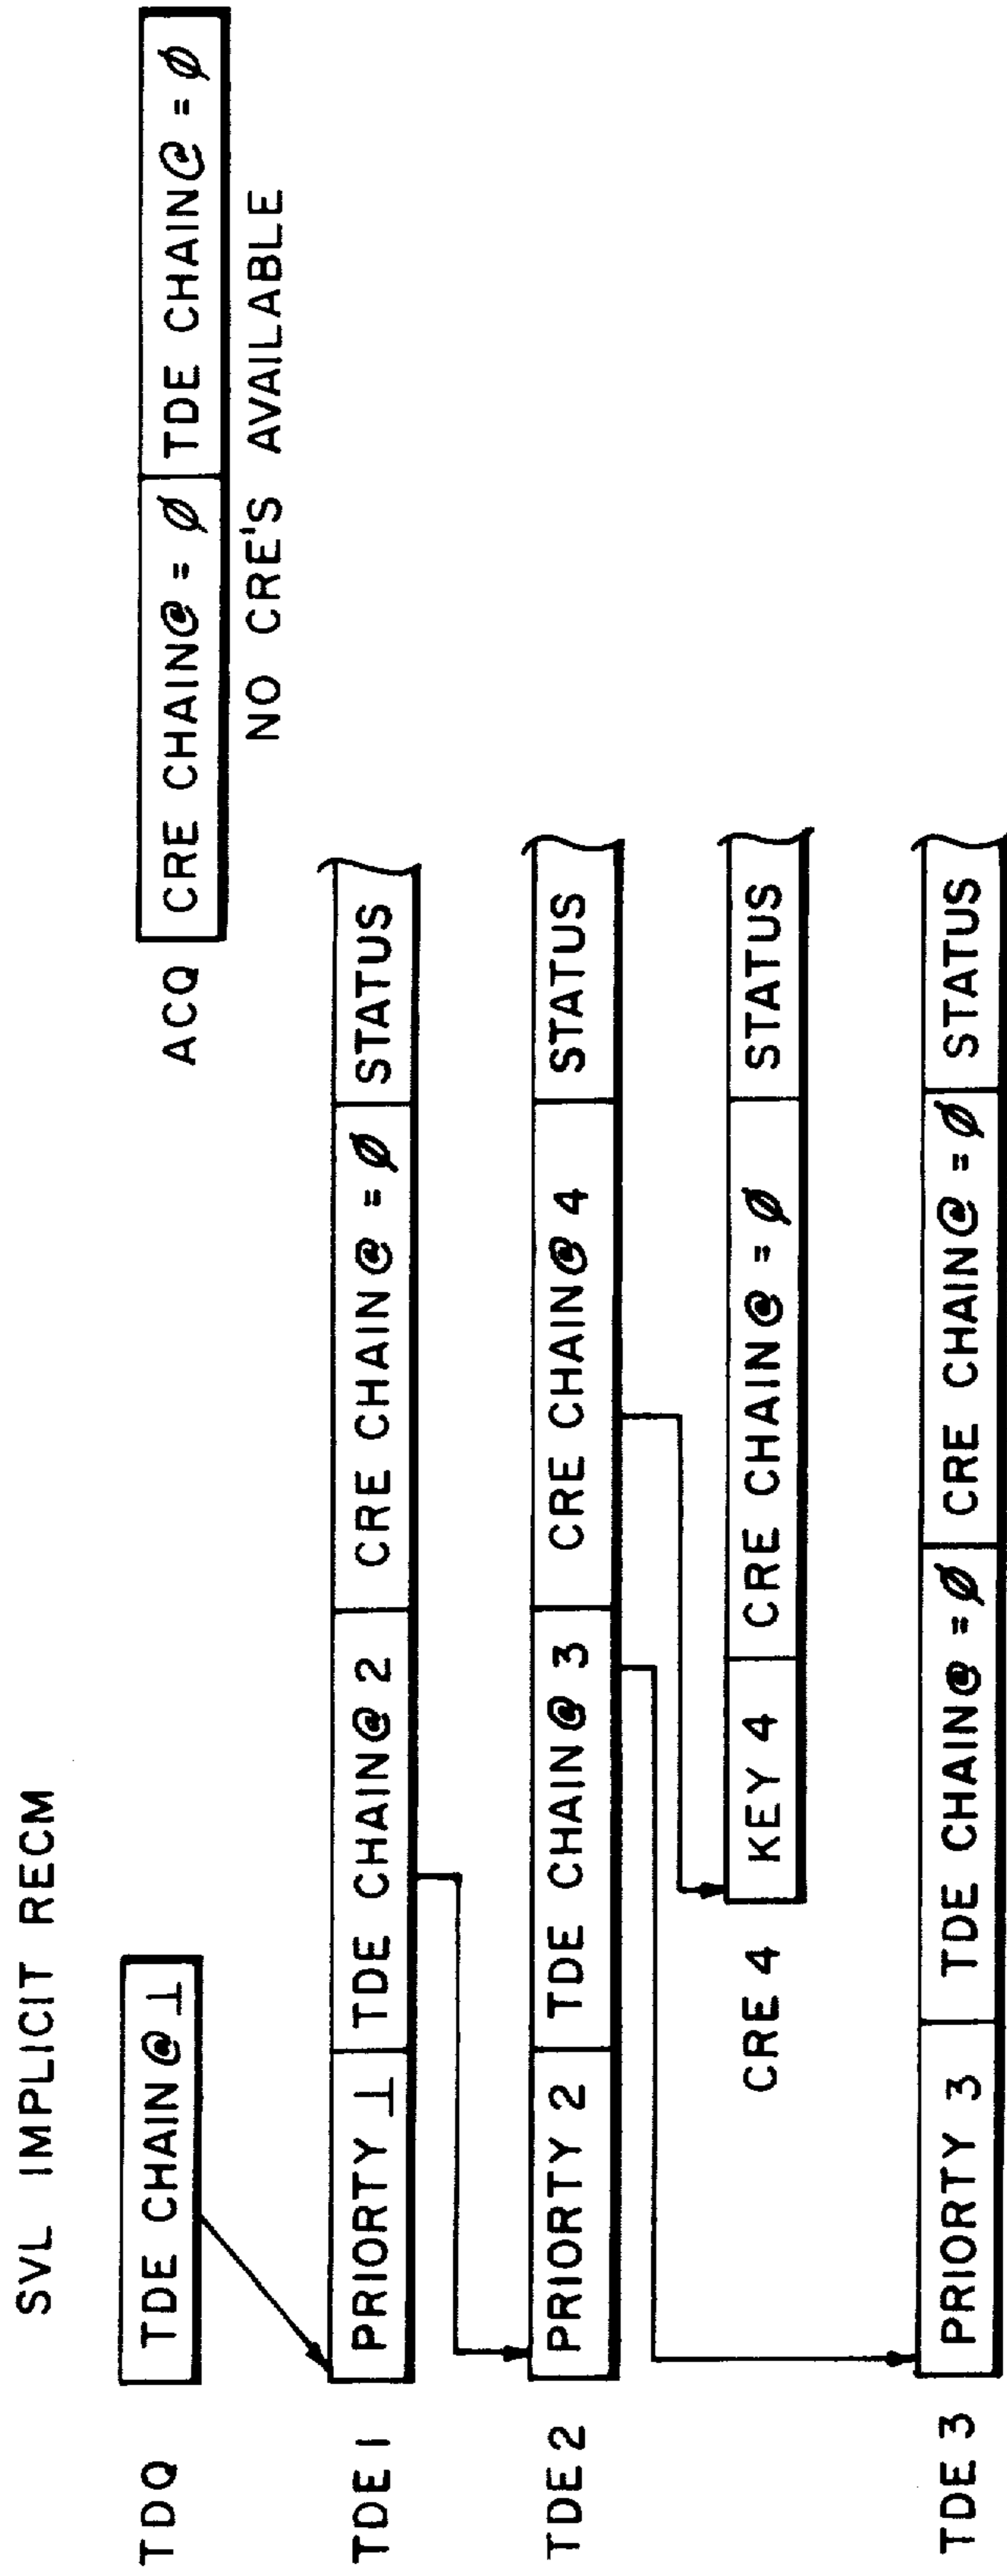 SVL IMPLICIT RECM
TDQ TDE CHAIN@ 1
ACQ CRE CHAIN@ = Ø TDE CHAIN@ = Ø
NO CRE'S AVAILABLE
TDE 1 PRIORTY 1 TDE CHAIN@ 2 CRE CHAIN@ = Ø STATUS
TDE 2 PRIORTY 2 TDE CHAIN@ 3 CRE CHAIN@ 4 STATUS
CRE 4 KEY 4 CRE CHAIN@ = Ø STATUS
TDE 3 PRIORTY 3 TDE CHAIN@ = Ø CRE CHAIN@ = Ø STATUS